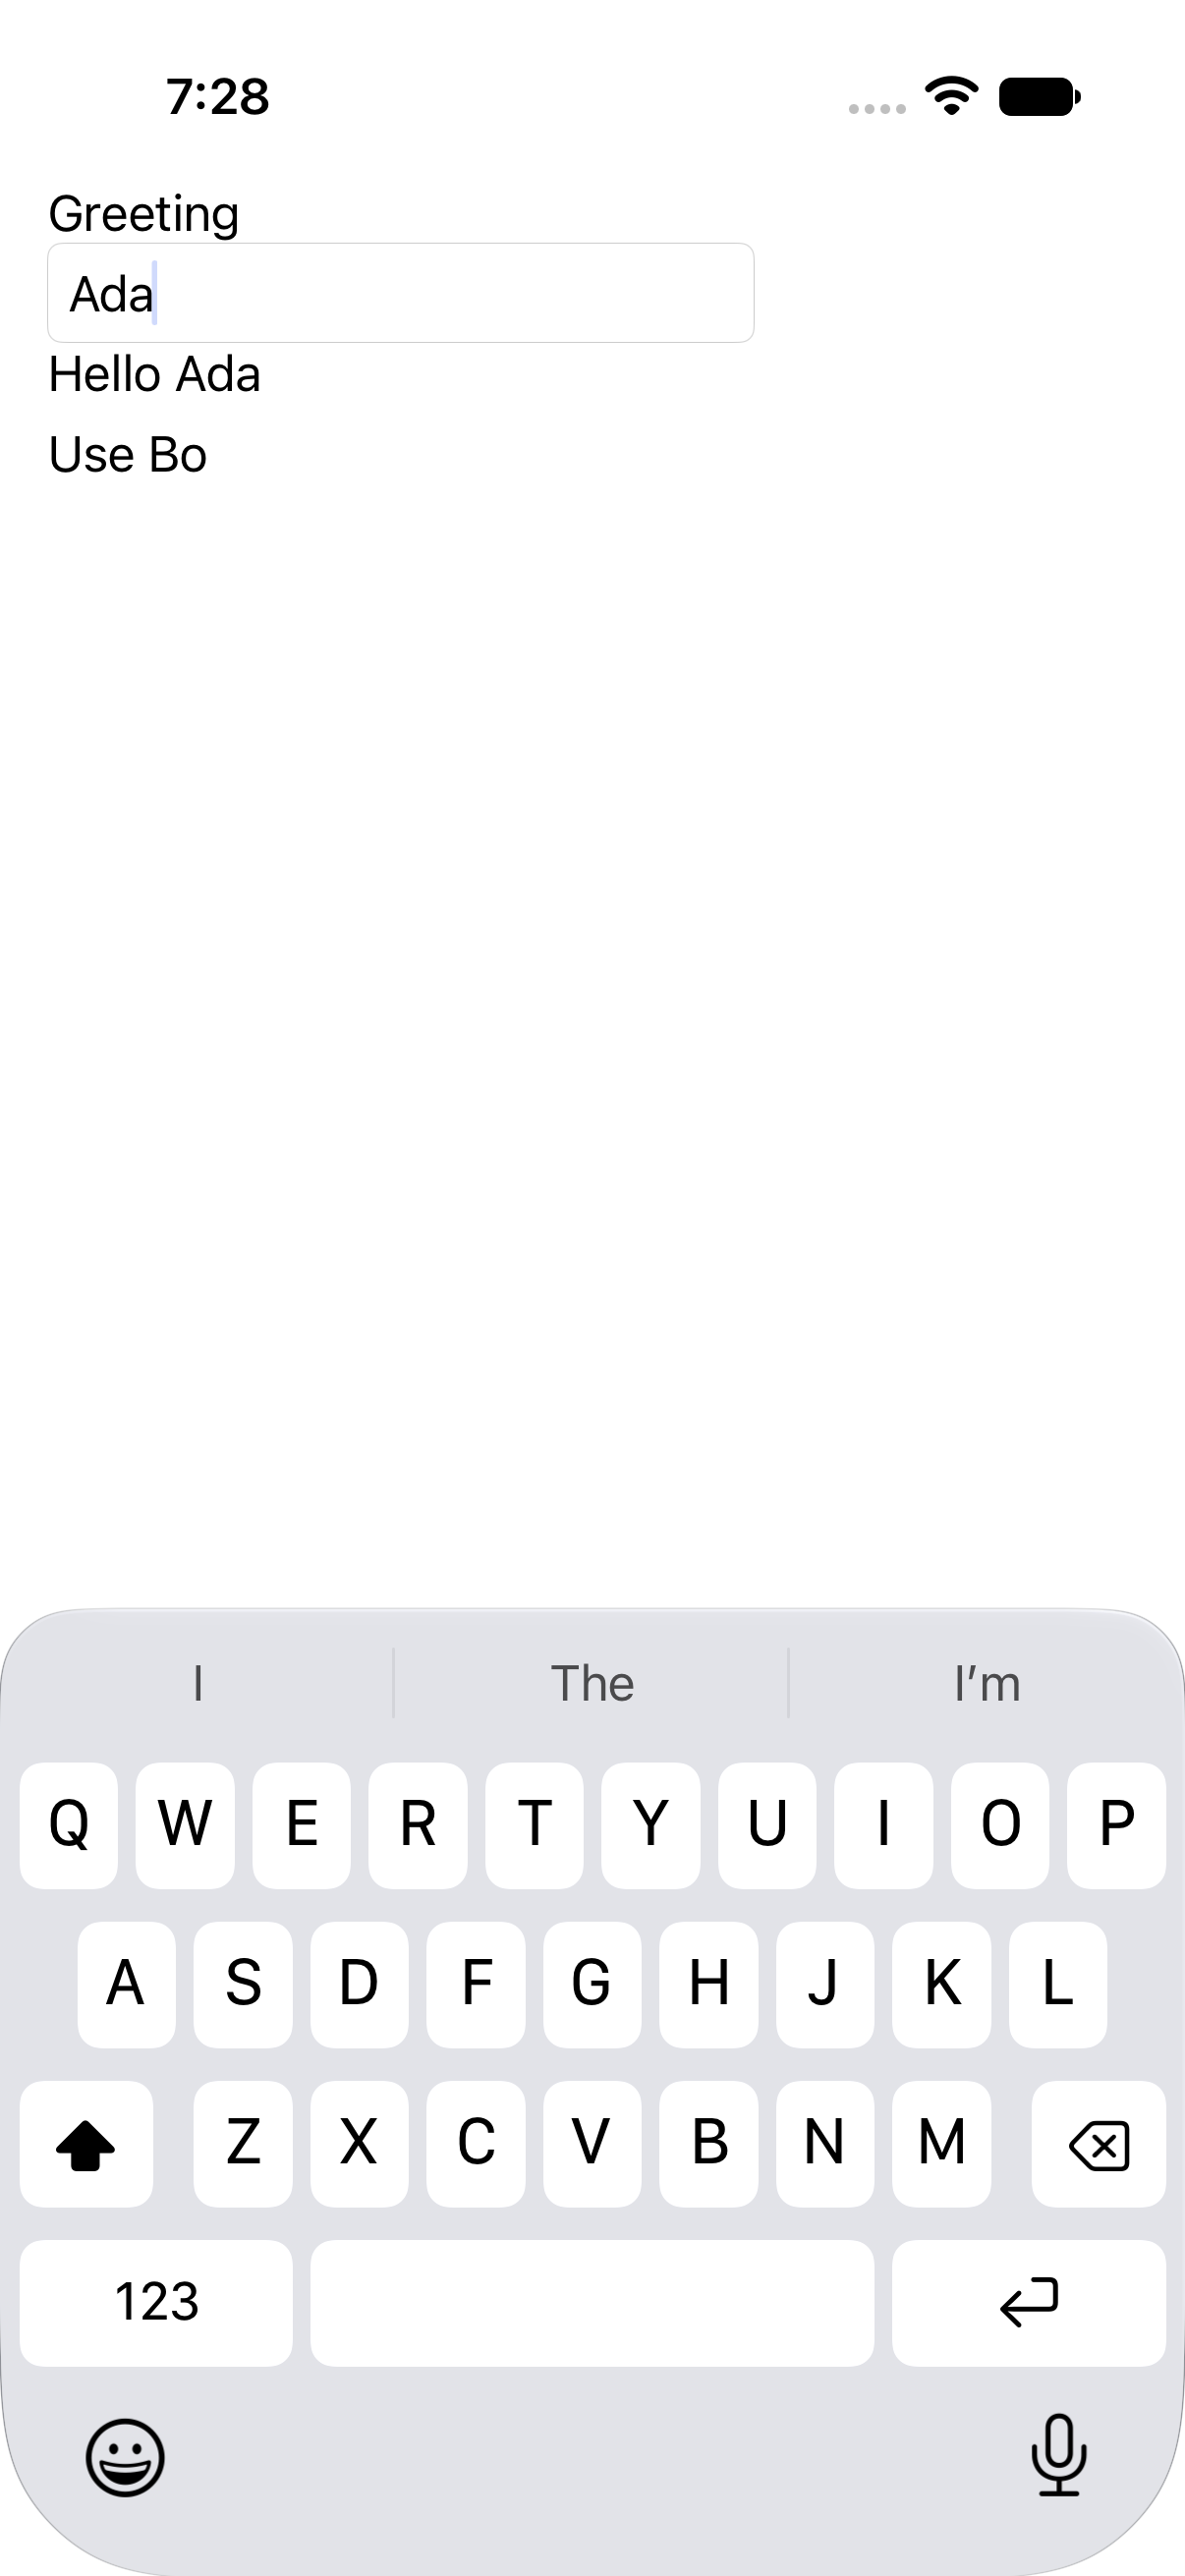 7:28
Greeting
Ada
Hello Ada
Use Bo
I The I’m
Q W E R T Y U I O P
A S D F G H J K L
Z X C V B N M
123